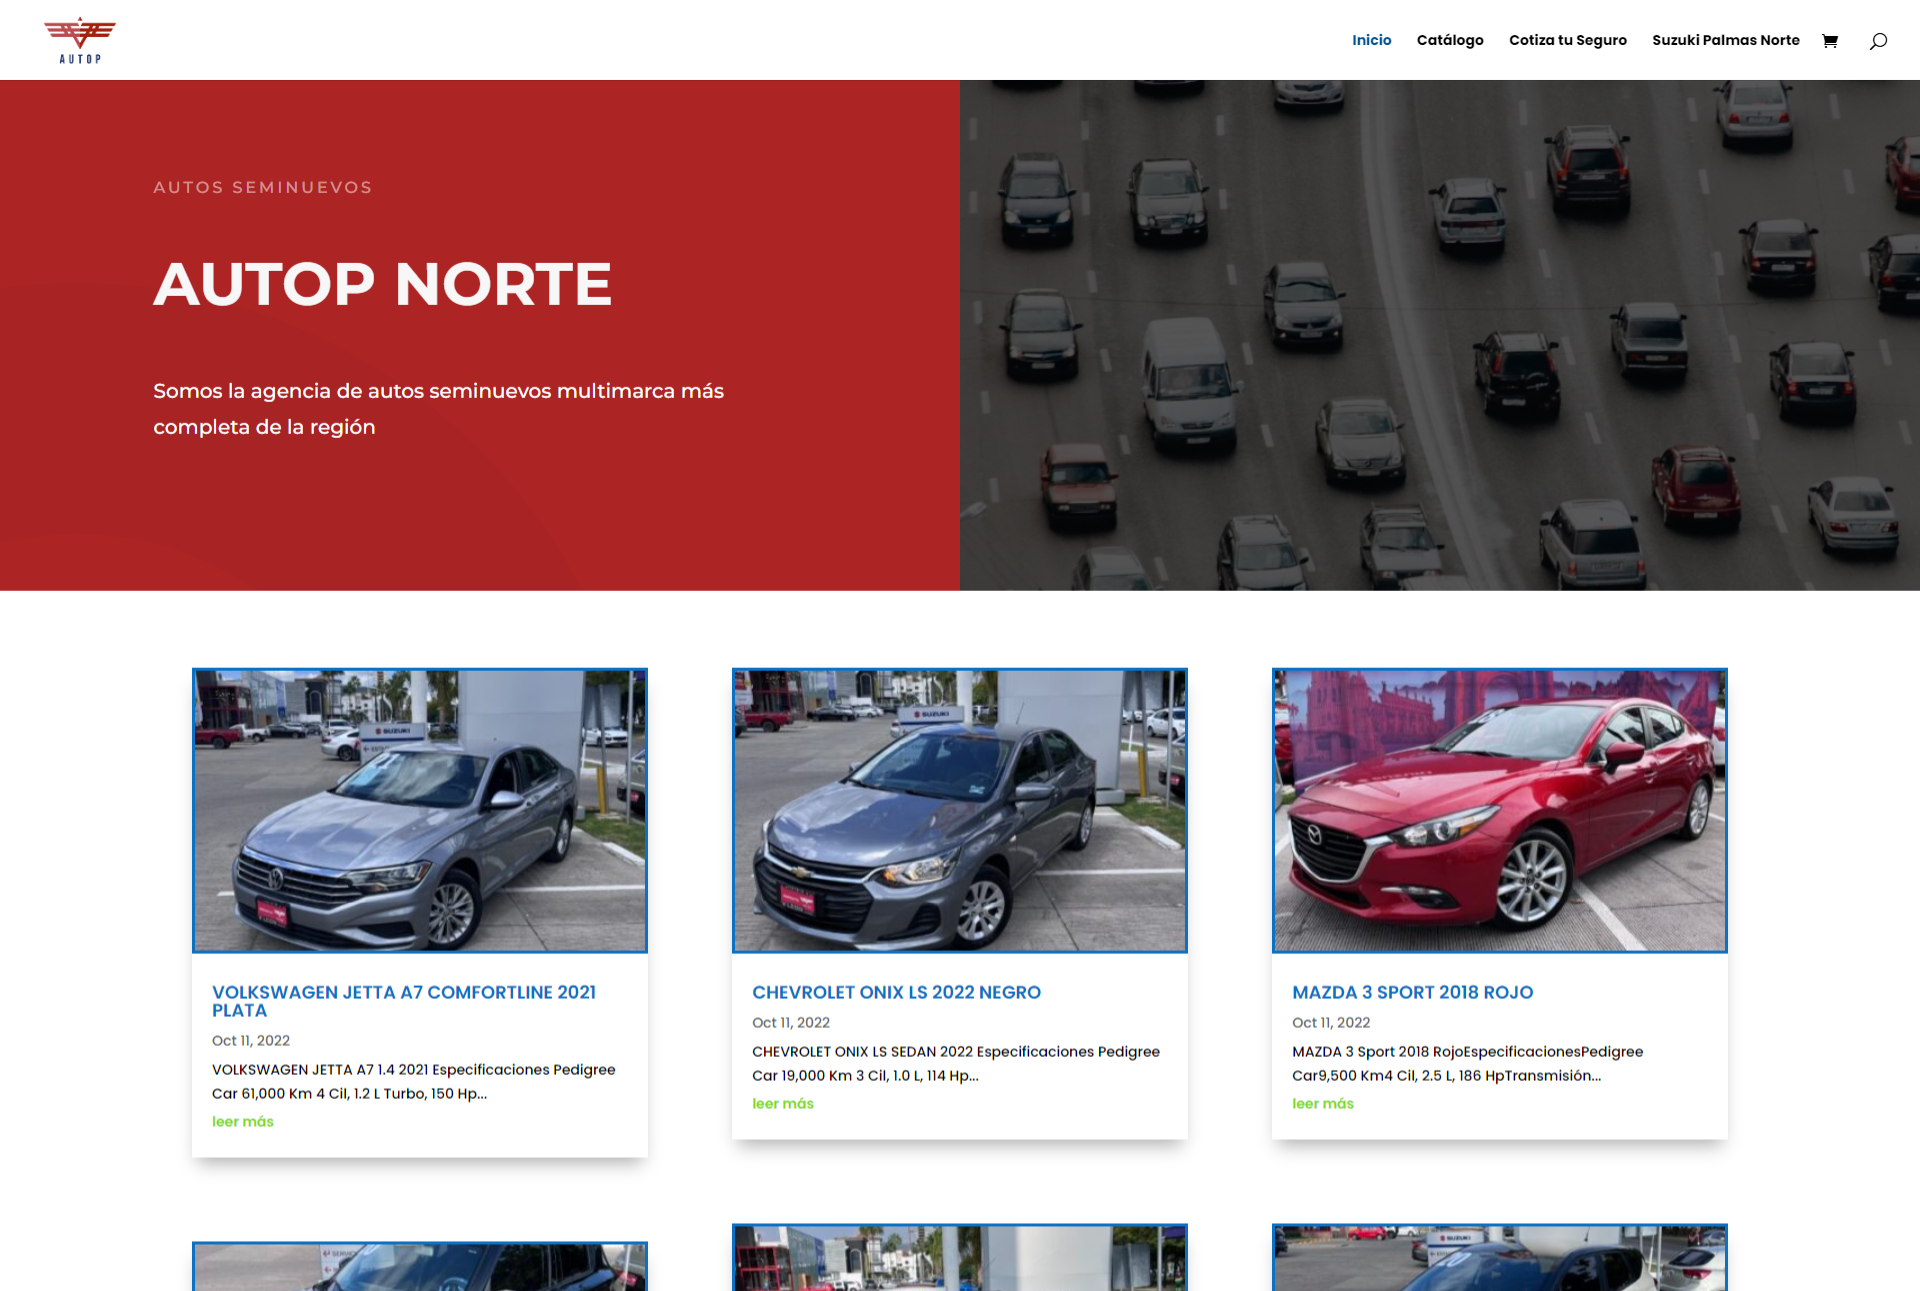 AUTOP
Inicio
Catálogo
Cotiza tu Seguro
Suzuki Palmas Norte
AUTOS SEMINUEVOS
AUTOP NORTE
Somos la agencia de autos seminuevos multimarca más
completa de la región
SUZUKI
SUZUKI
VOLKSWAGEN JETTA A7 COMFORTLINE 2021
PLATA
Oct 11, 2022
VOLKSWAGEN JETTA A7 1.4 2021 Especificaciones Pedigree
Car 61,000 Km 4 Cil, 1.2 L Turbo, 150 Hp...
leer más
CHEVROLET ONIX LS 2022 NEGRO
Oct 11, 2022
CHEVROLET ONIX LS SEDAN 2022 Especificaciones Pedigree
Car 19,000 Km 3 Cil, 1.0 L, 114 Hp...
leer más
MAZDA 3 SPORT 2018 ROJO
Oct 11, 2022
MAZDA 3 Sport 2018 RojoEspecificacionesPedigree
Car9,500 Km4 Cil, 2.5 L, 186 HpTransmisión...
leer más
SUZUKI